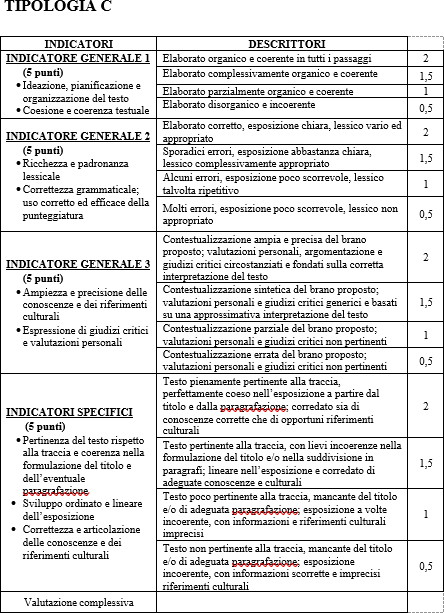 TIPOLOGIA C
INDICATORI
DESCRITTORI
INDICATORE GENERALE 1
(5 punti)
• Ideazione, pianificazione e
organizzazione del testo
• Coesione e coerenza testuale
Elaborato organico e coerente in tutti i passaggi
2
Elaborato complessivamente organico e coerente
1,5
Elaborato parzialmente organico e coerente
1
Elaborato disorganico e incoerente
0,5
INDICATORE GENERALE 2
(5 punti)
• Ricchezza e padronanza
lessicale
• Correttezza grammaticale;
uso corretto ed efficace della
punteggiatura
Elaborato corretto, esposizione chiara, lessico vario ed
appropriato
2
Sporadici errori, esposizione abbastanza chiara,
lessico complessivamente appropriato
1,5
Alcuni errori, esposizione poco scorrevole, lessico
talvolta ripetitivo
1
Molti errori, esposizione poco scorrevole, lessico non
appropriato
0,5
INDICATORE GENERALE 3
(5 punti)
• Ampiezza e precisione delle
conoscenze e dei riferimenti
culturali
• Espressione di giudizi critici
e valutazioni personali
Contestualizzazione ampia e precisa del brano
proposto; valutazioni personali, argomentazione e
giudizi critici circostanziati e fondati sulla corretta
interpretazione del testo
2
Contestualizzazione sintetica del brano proposto;
valutazioni personali e giudizi critici generici e basati
su una approssimativa interpretazione del testo
1,5
Contestualizzazione parziale del brano proposto;
valutazioni personali e giudizi critici non pertinenti
1
Contestualizzazione errata del brano proposto;
valutazioni personali e giudizi critici non pertinenti
0,5
INDICATORI SPECIFICI
(5 punti)
• Pertinenza del testo rispetto
alla traccia e coerenza nella
formulazione del titolo e
dell’eventuale
paragrafazione
• Sviluppo ordinato e lineare
dell’esposizione
• Correttezza e articolazione
delle conoscenze e dei
riferimenti culturali
Testo pienamente pertinente alla traccia,
perfettamente coeso nell’esposizione a partire dal
titolo e dalla paragrafazione; corredato sia di
conoscenze corrette che di opportuni riferimenti
culturali
2
Testo pertinente alla traccia, con lievi incoerenze nella
formulazione del titolo e/o nella suddivisione in
paragrafi; lineare nell’esposizione e corredato di
adeguate conoscenze e culturali
1,5
Testo poco pertinente alla traccia, mancante del titolo
e/o di adeguata paragrafazione; esposizione a volte
incoerente, con informazioni e riferimenti culturali
imprecisi
1
Testo non pertinente alla traccia, mancante del titolo
e/o di adeguata paragrafazione; esposizione
incoerente, con informazioni scorrette e imprecisi
riferimenti culturali
0,5
Valutazione complessiva